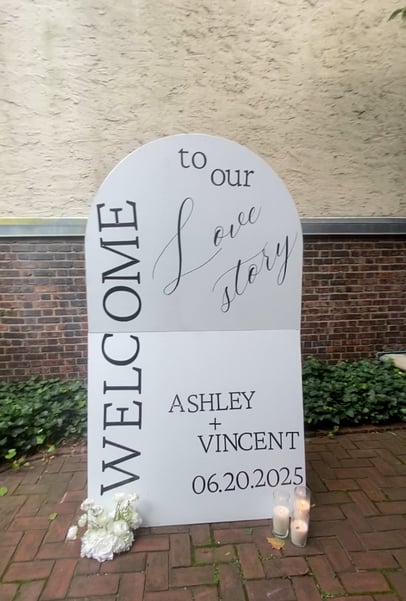 WELCOME
to
our
Love
story
ASHLEY
+
VINCENT
06.20.2025